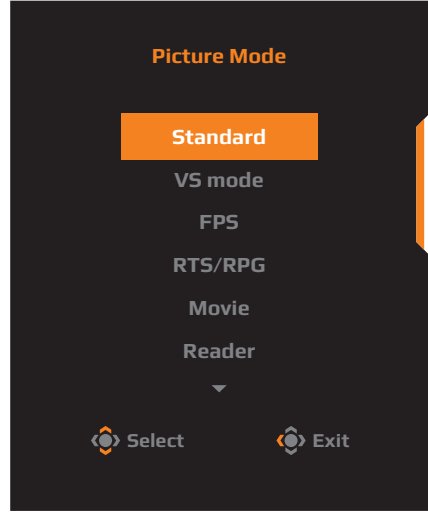 Picture Mode
Standard
VS mode
FPS
RTS/RPG
Movie
Reader
Select Exit